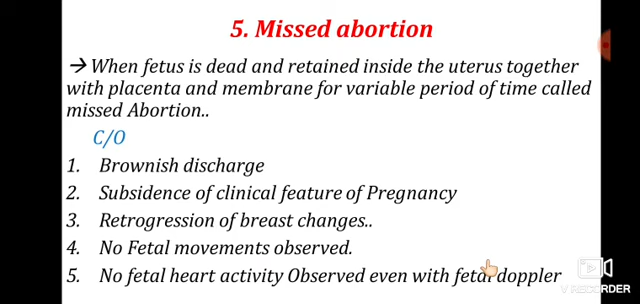 5. Missed abortion
→ When fetus is dead and retained inside the uterus together
with placenta and membrane for variable period of time called
missed Abortion..
C/O
1. Brownish discharge
2. Subsidence of clinical feature of Pregnancy
3. Retrogression of breast changes..
4. No Fetal movements observed.
5. No fetal heart activity Observed even with fetal doppler
V RECORDER